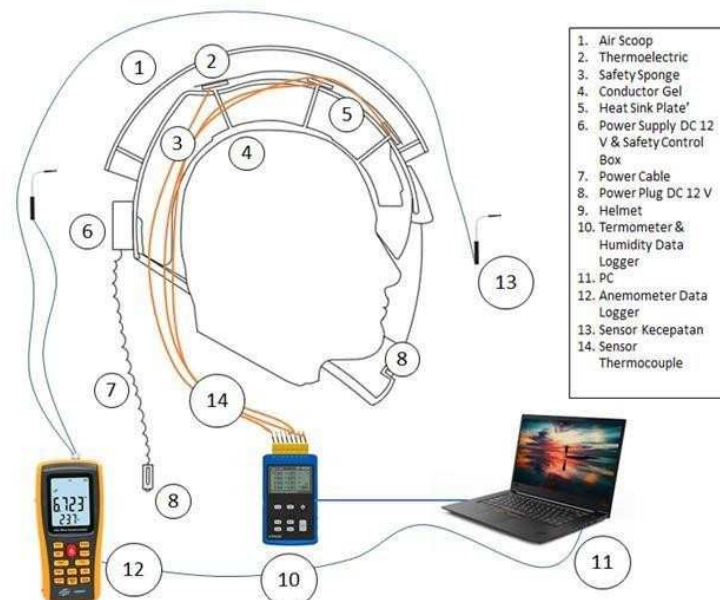 1
2
3
4
5
6
7
8
8
9
10
11
12
13
14
6.723
237
1. Air Scoop
2. Thermoelectric
3. Safety Sponge
4. Conductor Gel
5. Heat Sink Plate'
6. Power Supply DC 12
V & Safety Control
Box
7. Power Cable
8. Power Plug DC 12 V
9. Helmet
10. Termometer &
Humidity Data
Logger
11. PC
12. Anemometer Data
Logger
13. Sensor Kecepatan
14. Sensor
Thermocouple